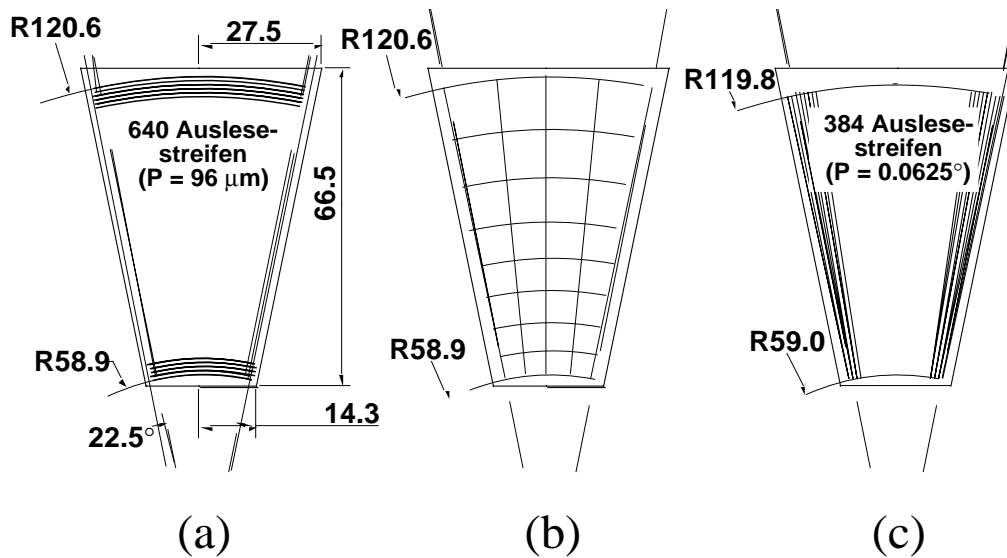 R120.6
27.5
640 Auslese-
streifen
(P = 96 μm)
66.5
R58.9
14.3
22.5°
(a)
R120.6
R58.9
(b)
R119.8
384 Auslese-
streifen
(P = 0.0625°)
R59.0
(c)